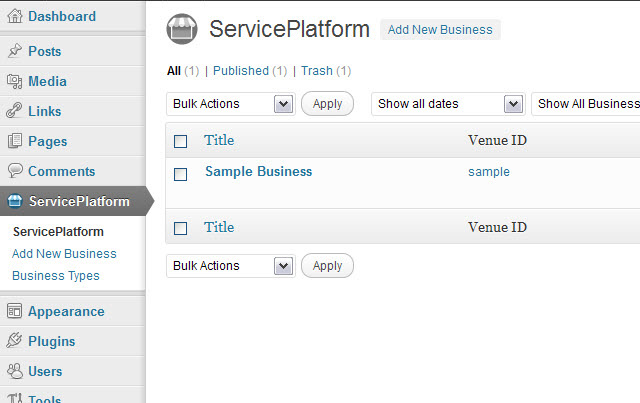 Dashboard
Posts
Media
Links
Pages
Comments
ServicePlatform
ServicePlatform
Add New Business
Business Types
Appearance
Plugins
Users
Tools
ServicePlatform Add New Business
All (1) | Published (1) | Trash (1)
Bulk Actions Apply Show all dates Show All Business
Title Venue ID
Sample Business sample
Title Venue ID
Bulk Actions Apply